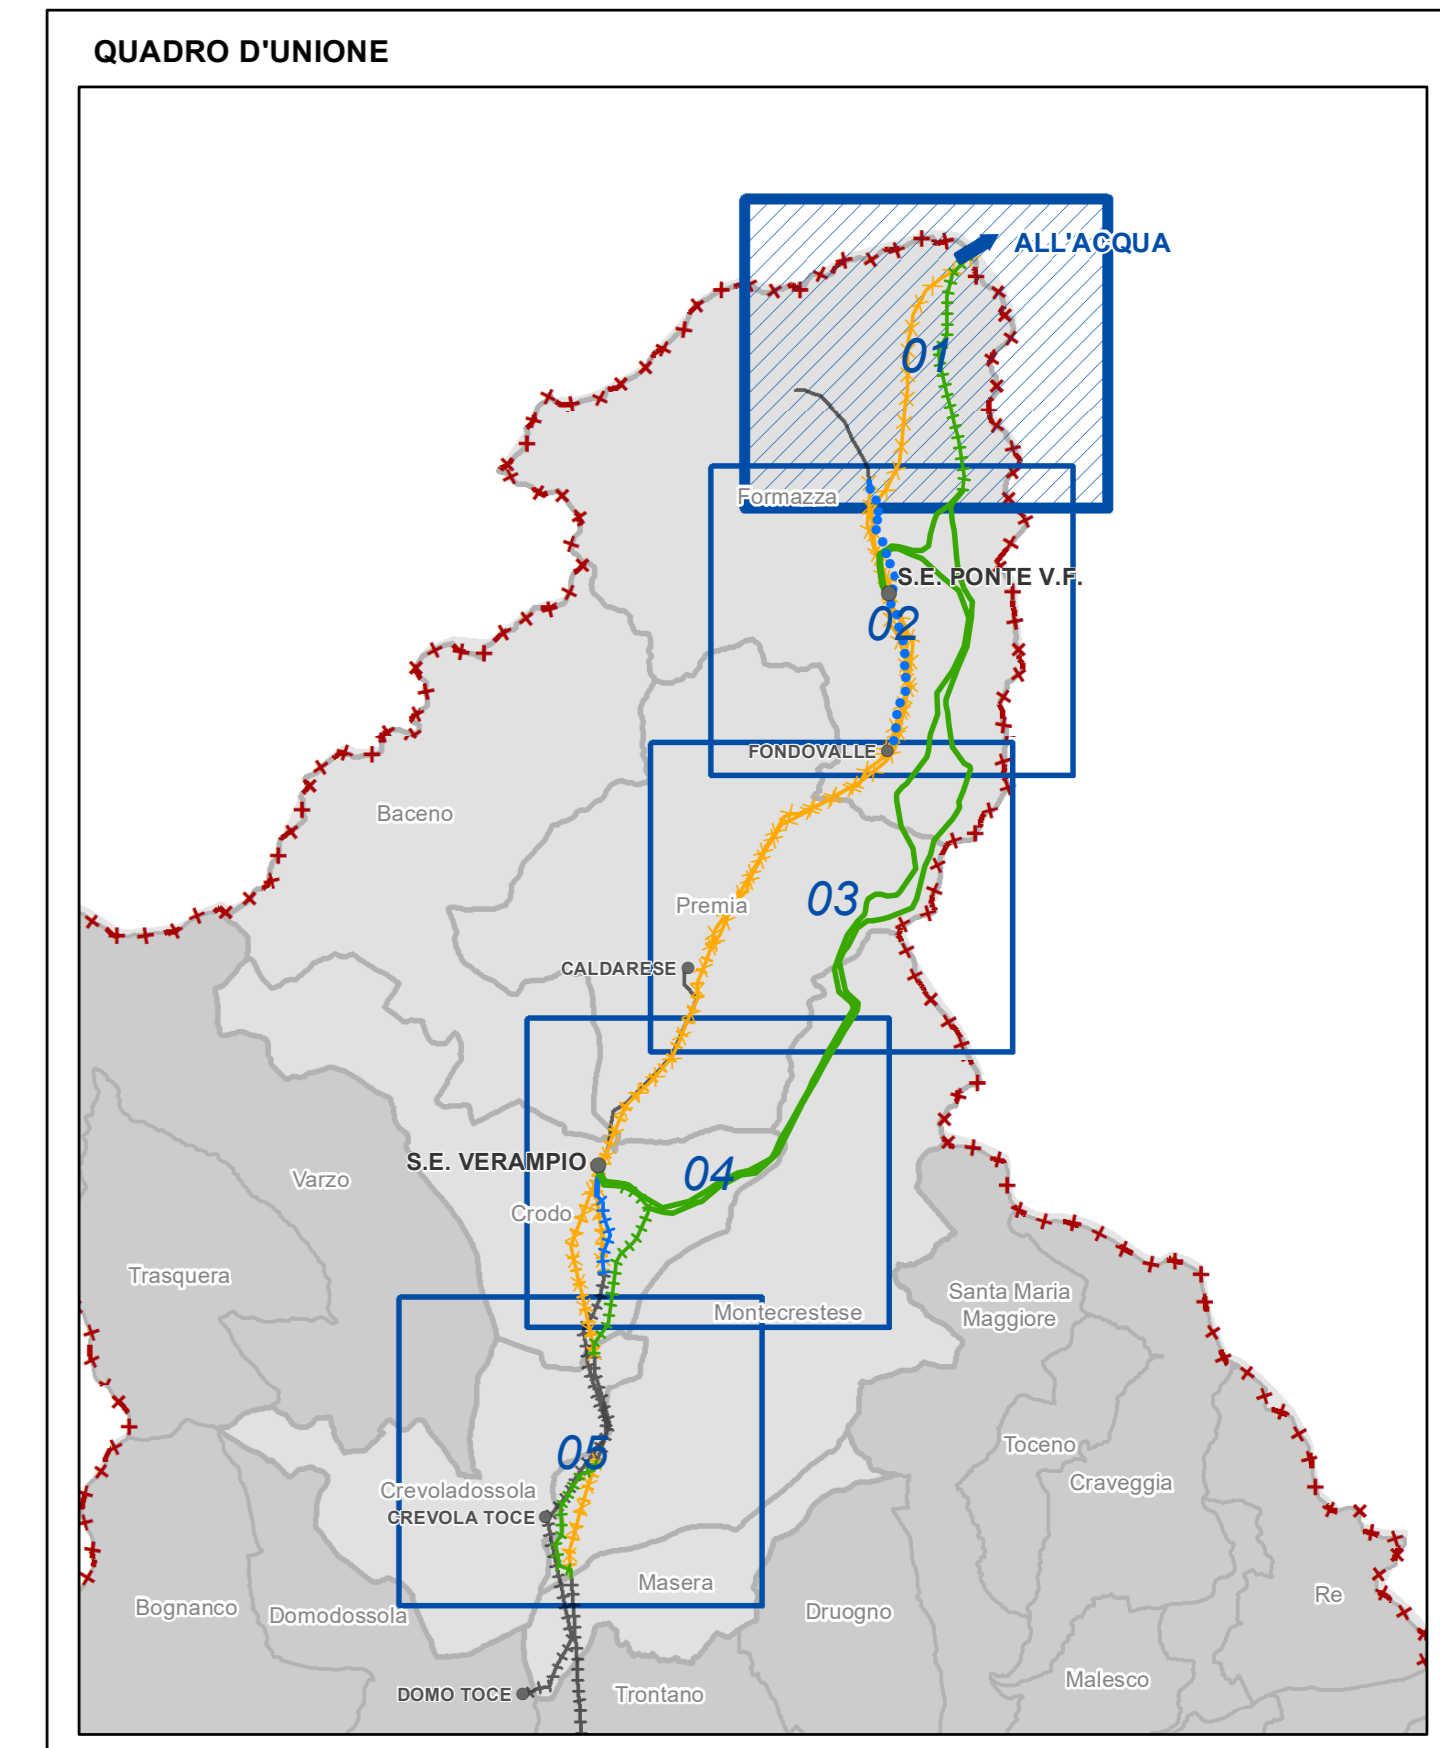 QUADRO D'UNIONE
ALL'ACQUA
01
Formazza
S.E. PONTE V.F.
02
FONDOVALLE
Baceno
03
Premia
CALDARESE
S.E. VERAMPIO
04
Varzo
Crodo
Trasquera
Santa Maria
Maggiore
Montecrestese
05
Toceno
Craveggia
Crevoladossola
CREVOLA TOCE
Masera
Re
Bognanco
Domodossola
Druogno
Malesco
DOMO TOCE
Trontano